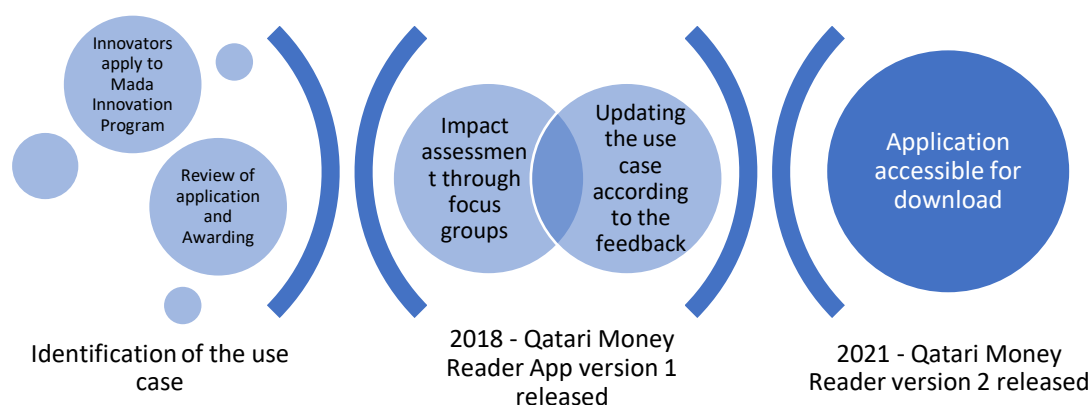 Innovators
apply to
Mada
Innovation
Program
Review of
application
and
Awarding
Identification of the use
case
Impact
assessmen
t through
focus
groups
Updating
the use
case
according
to the
feedback
2018 - Qatari Money
Reader App version 1
released
Application
accessible for
download
2021 - Qatari Money
Reader version 2 released